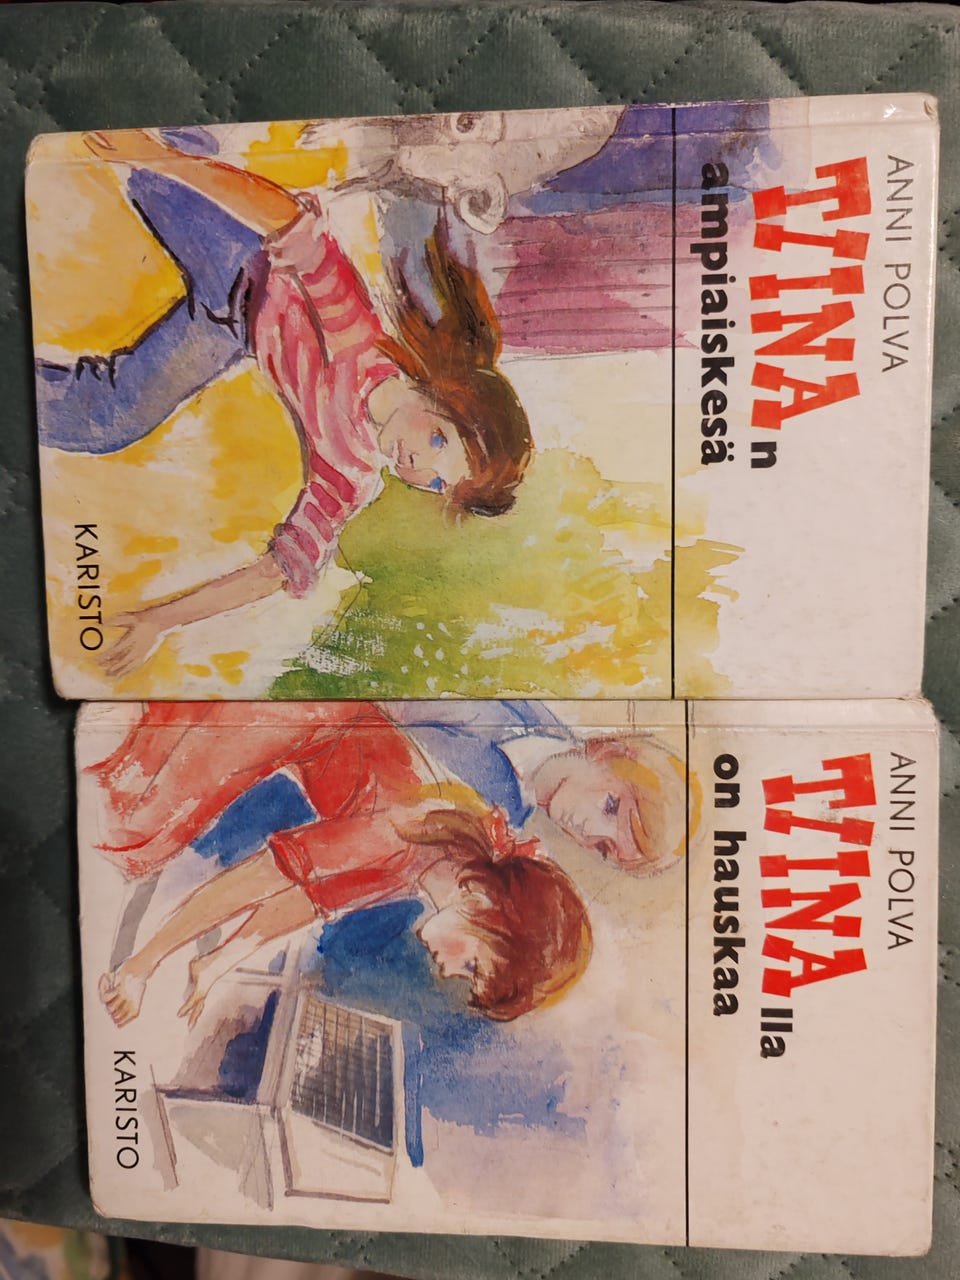 ANNI POLVA
TIINAn
ampiaiskesä
KARISTO
ANNI POLVA
TIINAlla
on hauskaa
KARISTO